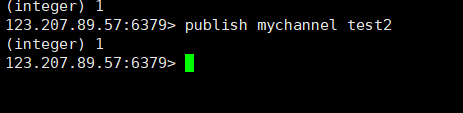 (integer) 1
123.207.89.57:6379> publish mychannel test2
(integer) 1
123.207.89.57:6379>